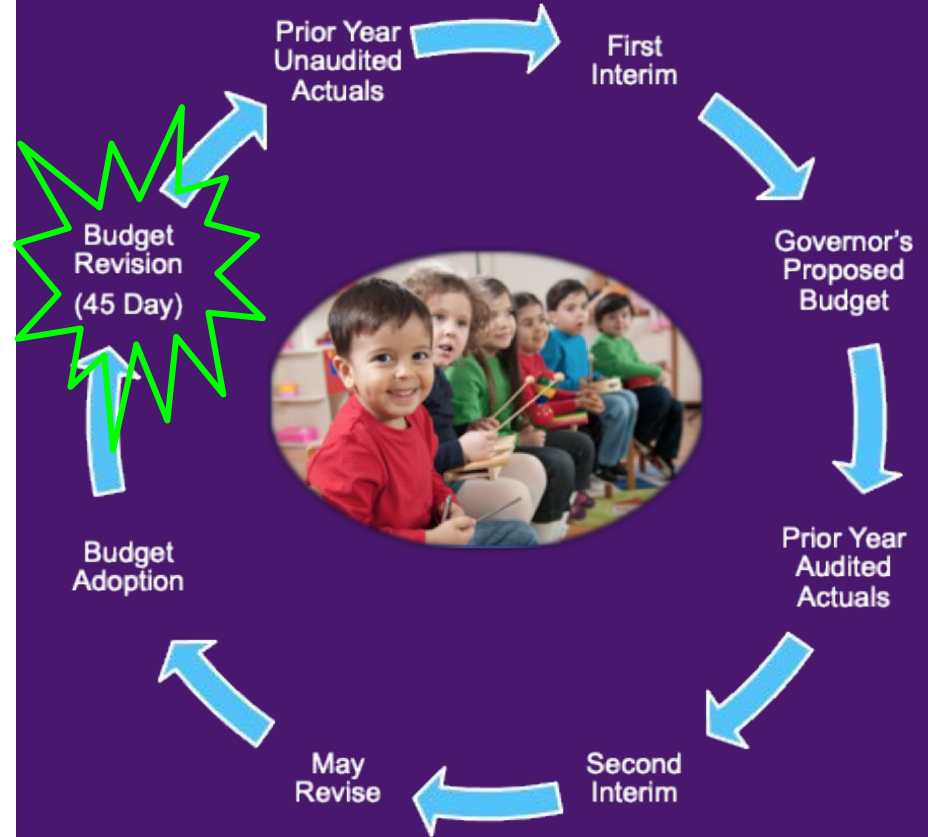 Prior Year
Unaudited
Actuals
First
Interim
Governor's
Proposed
Budget
Prior Year
Audited
Actuals
Second
Interim
May
Revise
Budget
Adoption
Budget
Revision
(45 Day)